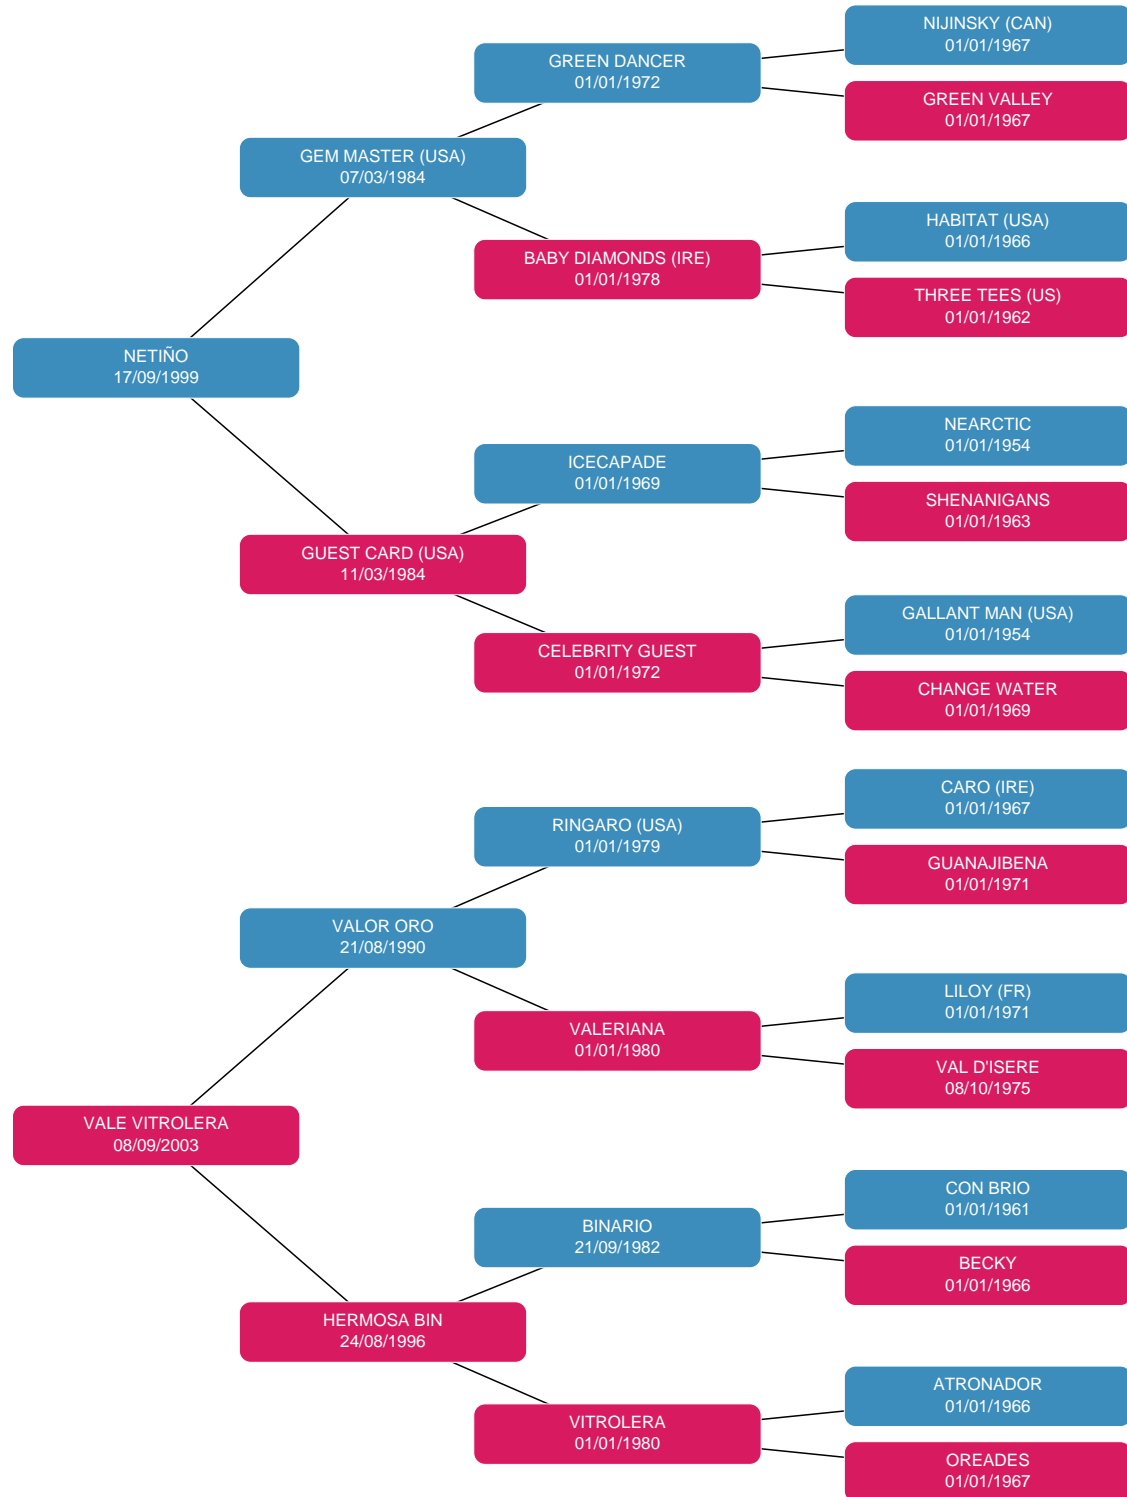 NIJINSKY (CAN)
01/01/1967
GREEN DANCER
01/01/1972
GREEN VALLEY
01/01/1967
GEM MASTER (USA)
07/03/1984
HABITAT (USA)
01/01/1966
BABY DIAMONDS (IRE)
01/01/1978
THREE TEES (US)
01/01/1962
NETIÑO
17/09/1999
NEARCTIC
01/01/1954
ICECAPADE
01/01/1969
SHENANIGANS
01/01/1963
GUEST CARD (USA)
11/03/1984
GALLANT MAN (USA)
01/01/1954
CELEBRITY GUEST
01/01/1972
CHANGE WATER
01/01/1969
CARO (IRE)
01/01/1967
RINGARO (USA)
01/01/1979
GUANAJIBENA
01/01/1971
VALOR ORO
21/08/1990
LILOY (FR)
01/01/1971
VALERIANA
01/01/1980
VAL D'ISERE
08/10/1975
VALE VITROLERA
08/09/2003
CON BRIO
01/01/1961
BINARIO
21/09/1982
BECKY
01/01/1966
HERMOSA BIN
24/08/1996
ATRONADOR
01/01/1966
VITROLERA
01/01/1980
OREADES
01/01/1967